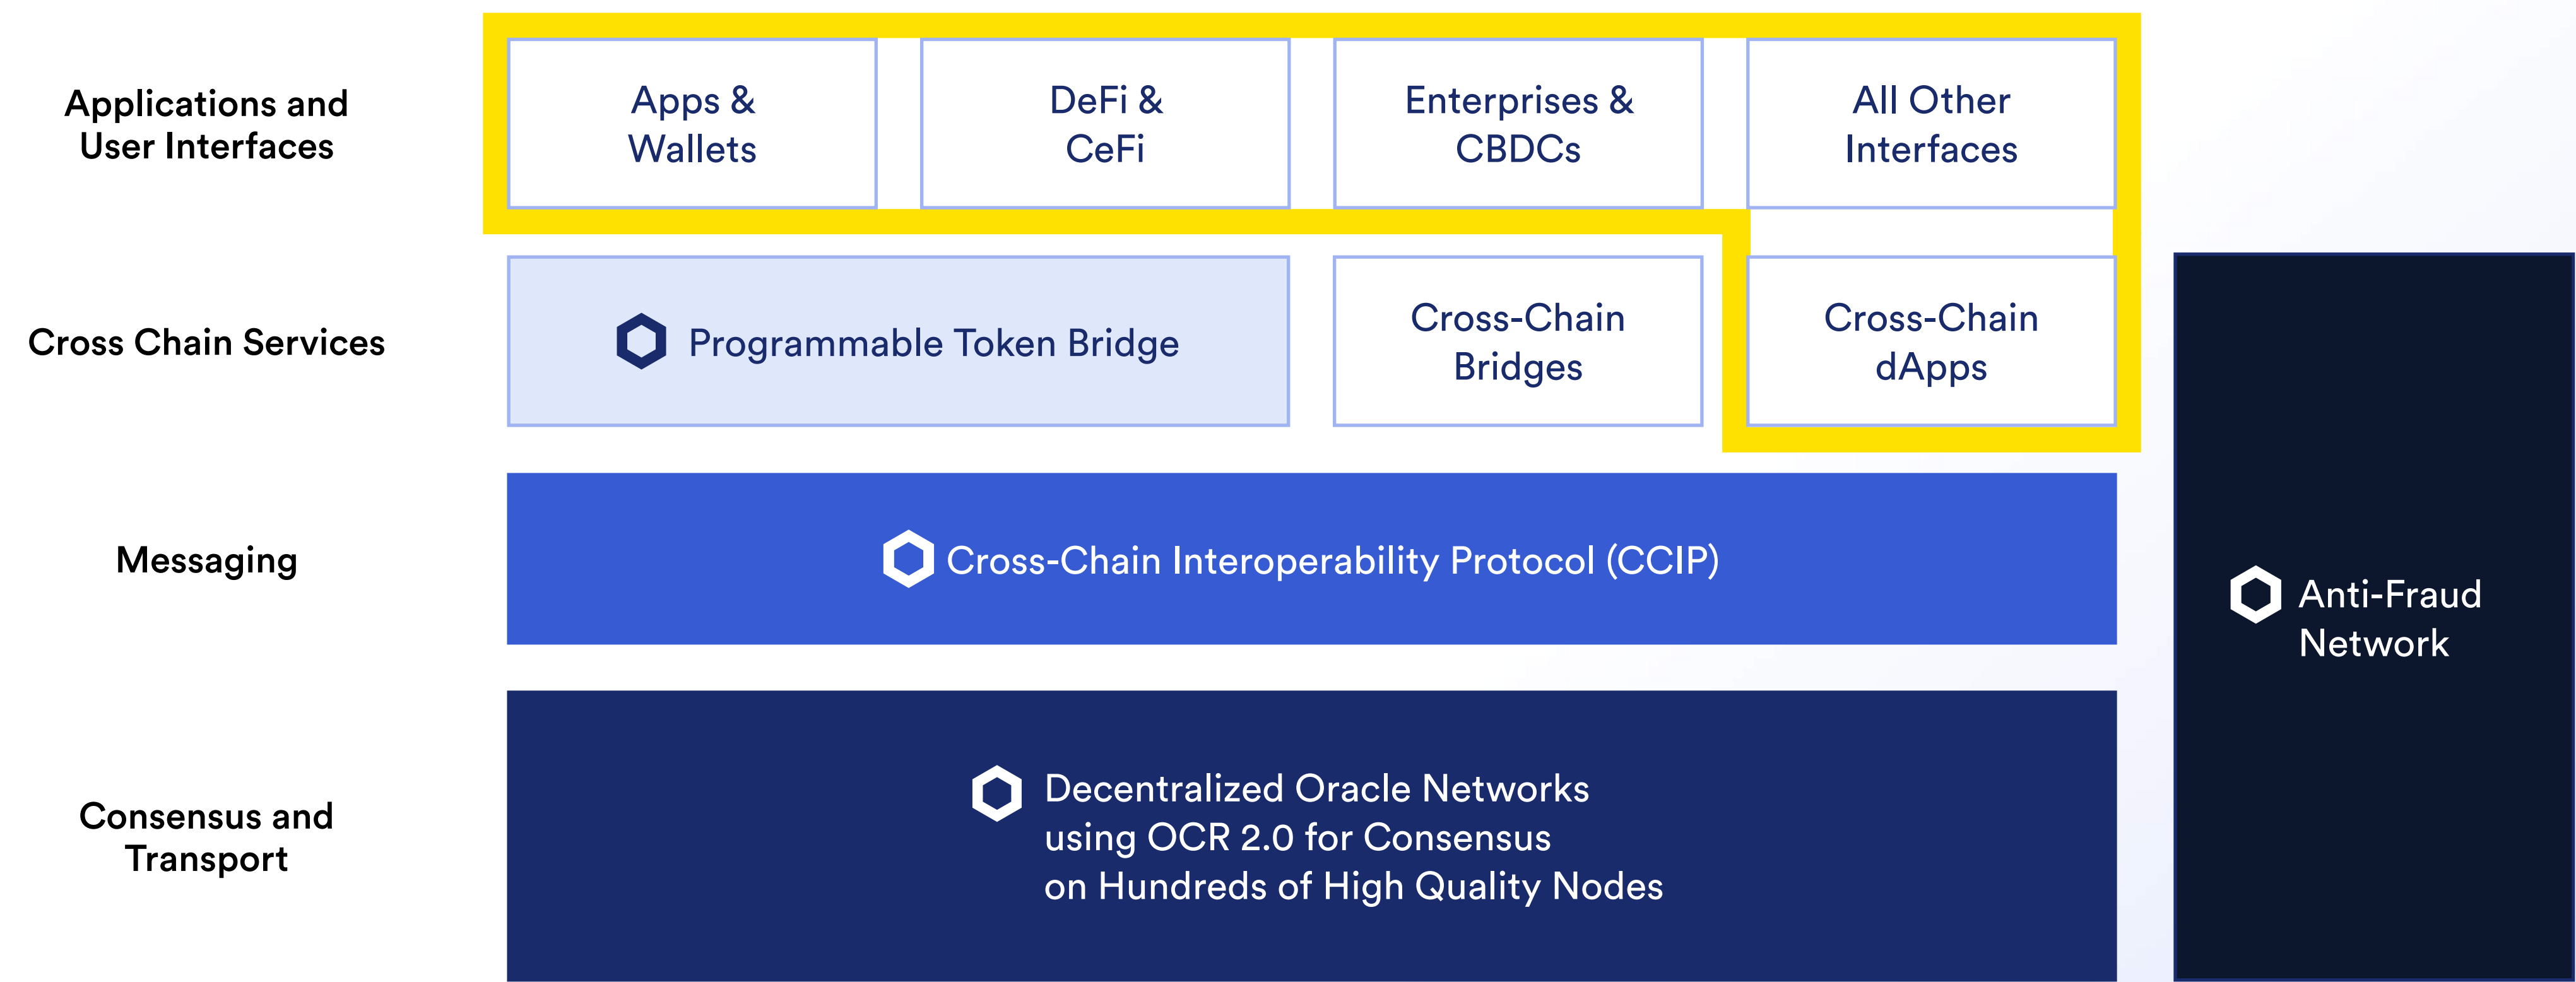 Applications and
User Interfaces
Apps &
Wallets
DeFi &
CeFi
Enterprises &
CBDCs
All Other
Interfaces
Cross Chain Services
Programmable Token Bridge
Cross-Chain
Bridges
Cross-Chain
dApps
Messaging
Cross-Chain Interoperability Protocol (CCIP)
Anti-Fraud
Network
Consensus and
Transport
Decentralized Oracle Networks
using OCR 2.0 for Consensus
on Hundreds of High Quality Nodes